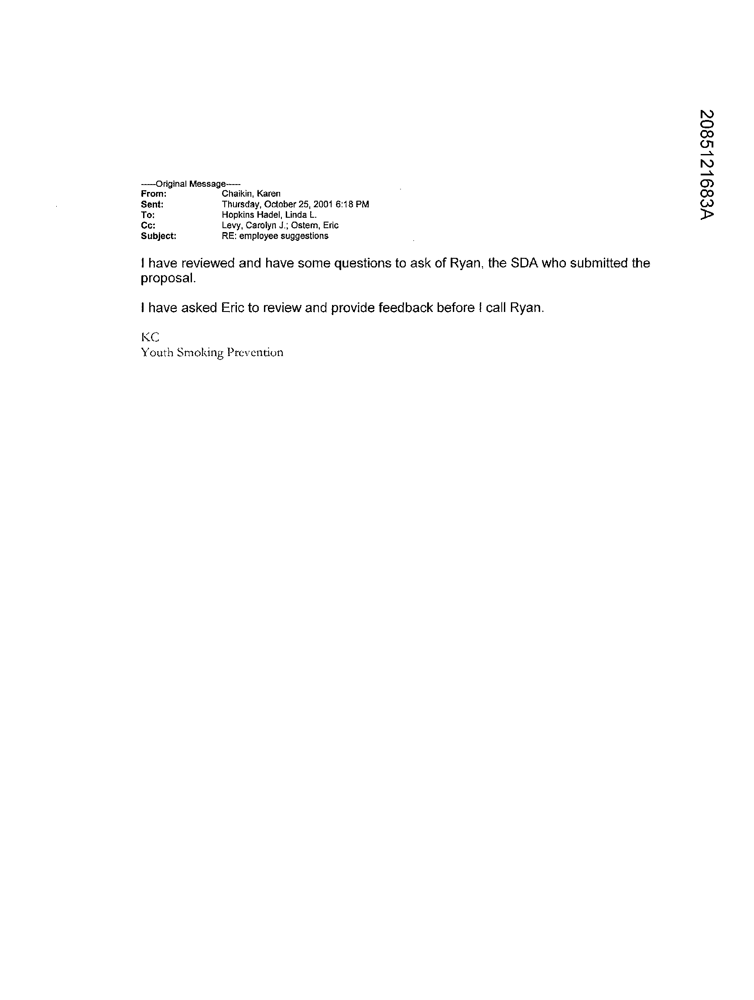 -----Original Message-----
From: Chaikin, Karen
Sent: Thursday, October 25, 2001 6:18 PM
To: Hopkins Hadel, Linda L.
Cc: Levy, Carolyn J.; Ostern, Eric
Subject: RE: employee suggestions
I have reviewed and have some questions to ask of Ryan, the SDA who submitted the
proposal.
I have asked Eric to review and provide feedback before I call Ryan.
KC
Youth Smoking Prevention
2085121683A